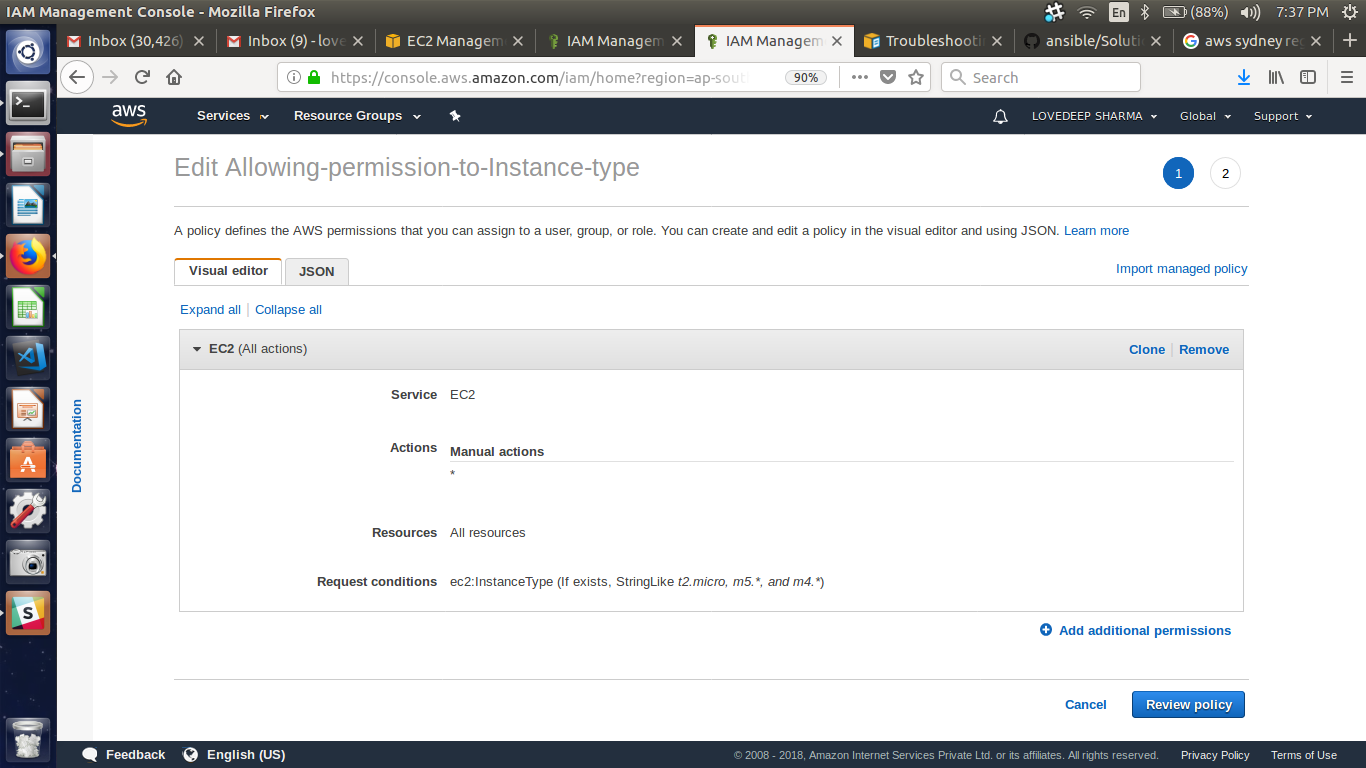 IAM Management Console - Mozilla Firefox
En
(88%)
7:37 PM
Inbox (30,426)
Inbox (9) - love
EC2 Managem
IAM Managem
IAM Managem
Troubleshootin
ansible/Soluti
aws sydney re
https://console.aws.amazon.com/iam/home?region=ap-sout
90%
Search
aws
Services
Resource Groups
LOVEDEEP SHARMA
Global
Support
Edit Allowing-permission-to-Instance-type
1
2
A policy defines the AWS permissions that you can assign to a user, group, or role. You can create and edit a policy in the visual editor and using JSON. Learn more
Visual editor
JSON
Import managed policy
Expand all
Collapse all
EC2 (All actions)
Clone
Remove
Service
EC2
Actions
Manual actions
*
Resources
All resources
Request conditions
ec2:InstanceType (If exists, StringLike t2.micro, m5.*, and m4.*)
Documentation
Add additional permissions
Cancel
Review policy
Feedback
English (US)
© 2008 - 2018, Amazon Internet Services Private Ltd. or its affiliates. All rights reserved.
Privacy Policy
Terms of Use